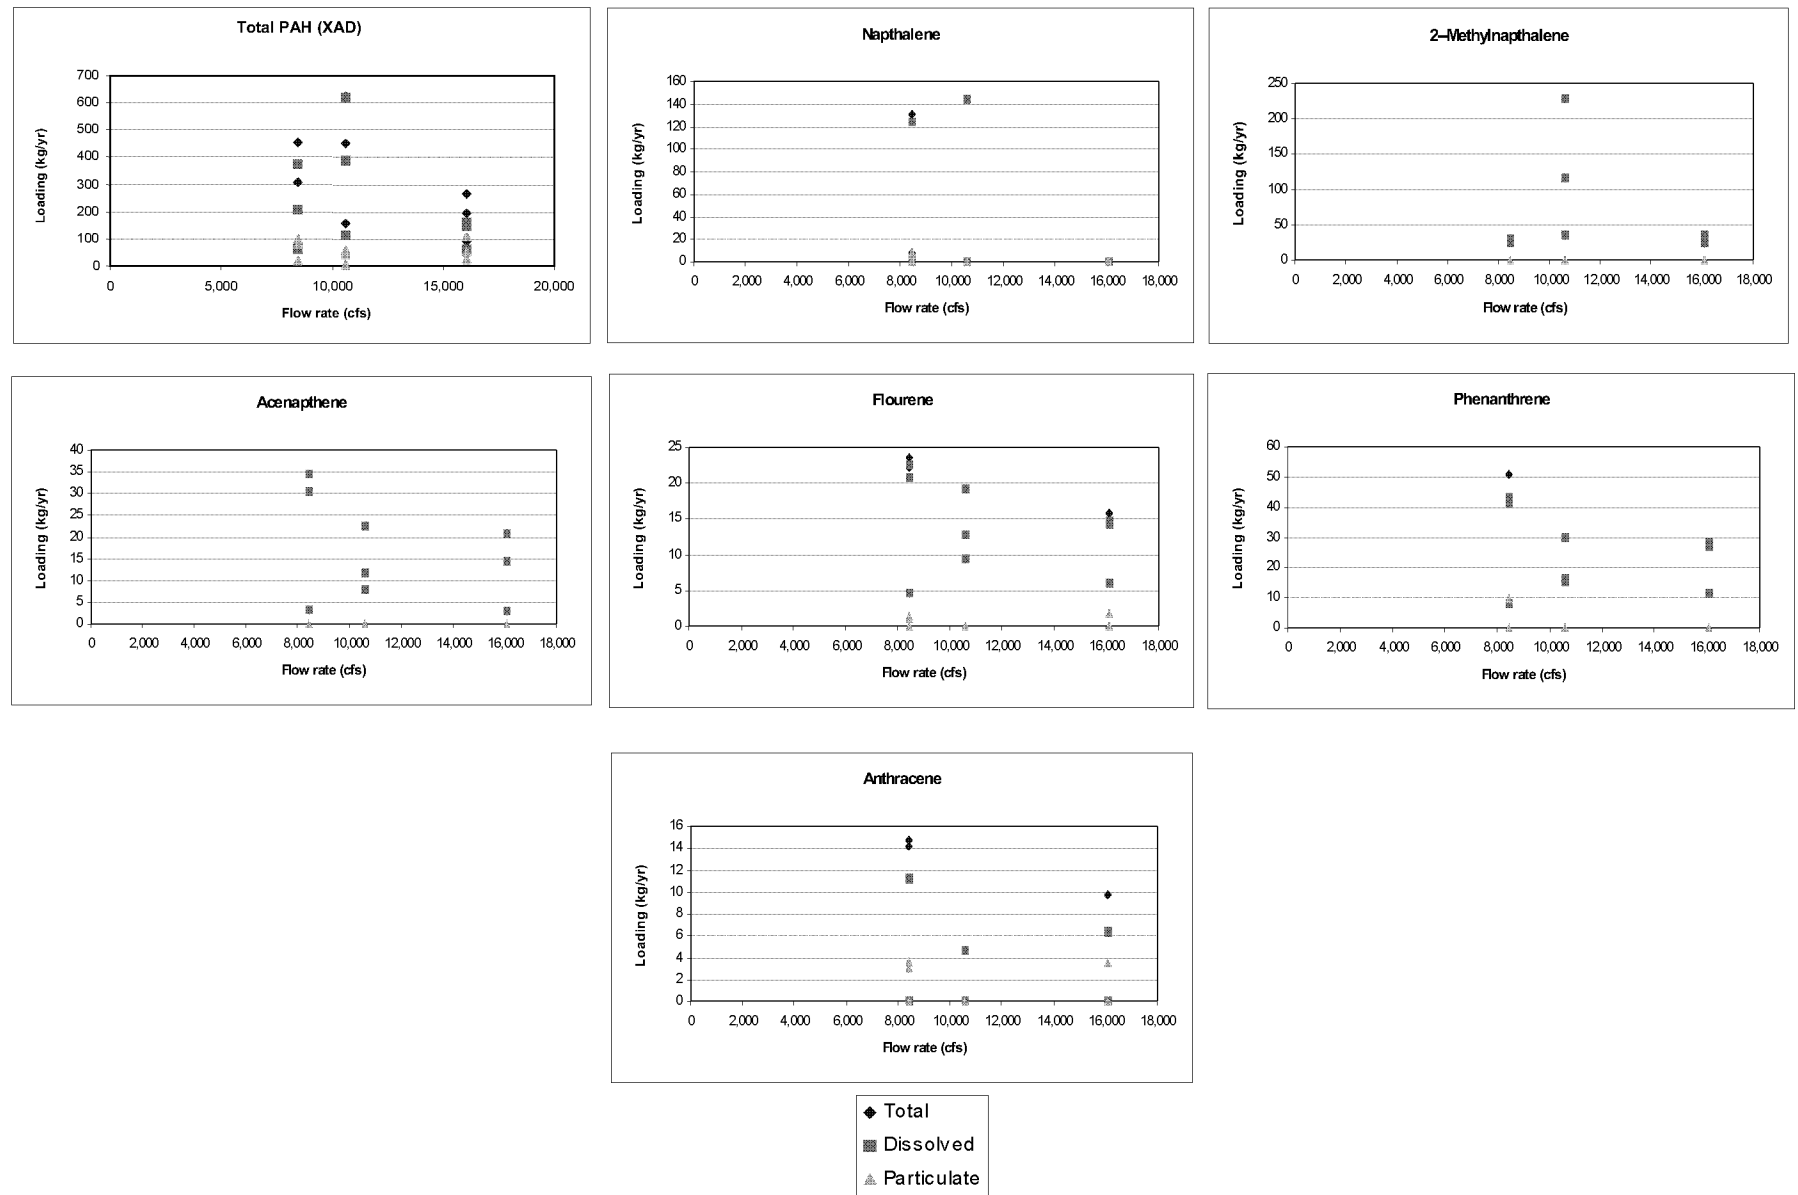 Total PAH (XAD)
700
600
500
400
300
200
100
0
Loading (kg/yr)
0 5,000 10,000 15,000 20,000
Flow rate (cfs)
Napthalene
160
140
120
100
80
60
40
20
0
Loading (kg/yr)
0 2,000 4,000 6,000 8,000 10,000 12,000 14,000 16,000 18,000
Flow rate (cfs)
2–Methylnapthalene
250
200
150
100
50
0
Loading (kg/yr)
0 2,000 4,000 6,000 8,000 10,000 12,000 14,000 16,000 18,000
Flow rate (cfs)
Acenapthene
40
35
30
25
20
15
10
5
0
Loading (kg/yr)
0 2,000 4,000 6,000 8,000 10,000 12,000 14,000 16,000 18,000
Flow rate (cfs)
Flourene
25
20
15
10
5
0
Loading (kg/yr)
0 2,000 4,000 6,000 8,000 10,000 12,000 14,000 16,000 18,000
Flow rate (cfs)
Phenanthrene
60
50
40
30
20
10
0
Loading (kg/yr)
0 2,000 4,000 6,000 8,000 10,000 12,000 14,000 16,000 18,000
Flow rate (cfs)
Anthracene
16
14
12
10
8
6
4
2
0
Loading (kg/yr)
0 2,000 4,000 6,000 8,000 10,000 12,000 14,000 16,000 18,000
Flow rate (cfs)
Total
Dissolved
Particulate